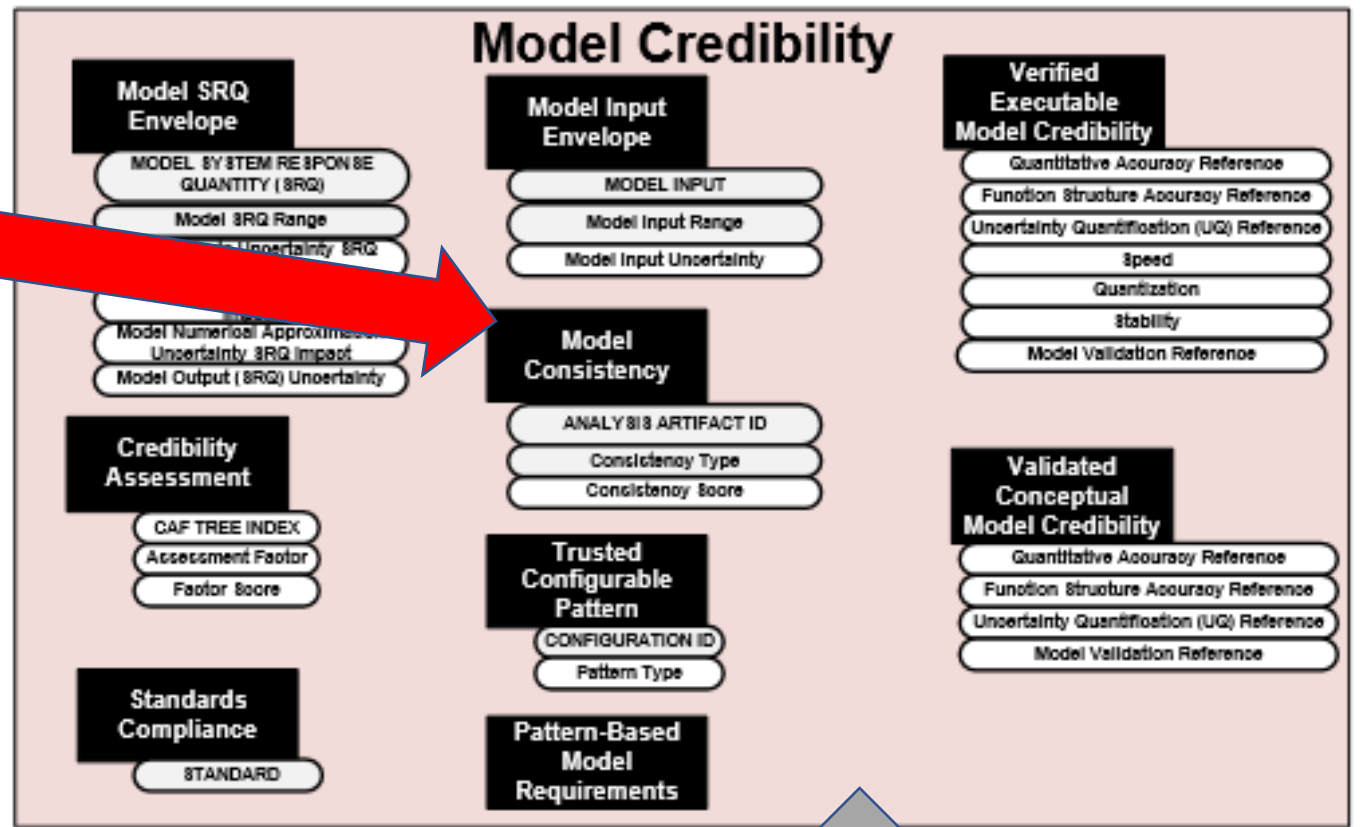 Model Credibility
Model SRQ
Envelope
MODEL SYSTEM RESPONSE
QUANTITY (SRQ)
Model SRQ Range
Uncertainty SRQ
Model Numerical
Uncertainty SRQ Impact
Model Output (SRQ) Uncertainty
Credibility
Assessment
CAF TREE INDEX
Assessment Factor
Factor Score
Standards
Compliance
STANDARD
Model Input
Envelope
MODEL INPUT
Model Input Range
Model Input Uncertainty
Model
Consistency
ANALYSIS ARTIFACT ID
Consistency Type
Consistency Score
Trusted
Configurable
Pattern
CONFIGURATION ID
Pattern Type
Pattern-Based
Model
Requirements
Verified
Executable
Model Credibility
Quantitative Accuracy Reference
Function Structure Accuracy Reference
Uncertainty Quantification (UQ) Reference
Speed
Quantization
Stability
Model Validation Reference
Validated
Conceptual
Model Credibility
Quantitative Accuracy Reference
Function Structure Accuracy Reference
Uncertainty Quantification (UQ) Reference
Model Validation Reference